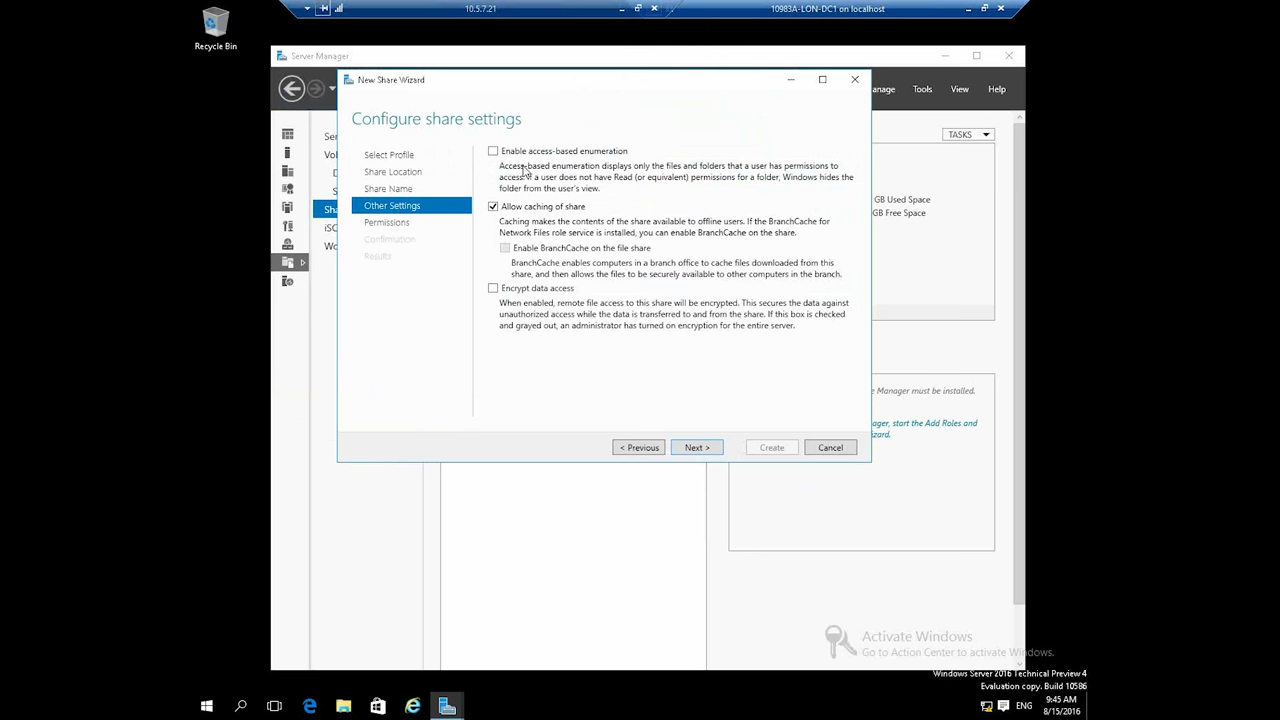 10.5.7.21
10983A-LON-DC1 on localhost
Recycle Bin
Server Manager
New Share Wizard
Manage
Tools
View
Help
Configure share settings
TASKS
Select Profile
Share Location
Share Name
Other Settings
Permissions
Confirmation
Results
Enable access-based enumeration
Access-based enumeration displays only the files and folders that a user has permissions to
access. If a user does not have Read (or equivalent) permissions for a folder, Windows hides the
folder from the user's view.
Allow caching of share
Caching makes the contents of the share available to offline users. If the BranchCache for
Network Files role service is installed, you can enable BranchCache on the share.
Enable BranchCache on the file share
BranchCache enables computers in a branch office to cache files downloaded from this
share, and then allows the files to be securely available to other computers in the branch.
Encrypt data access
When enabled, remote file access to this share will be encrypted. This secures the data against
unauthorized access while the data is transferred to and from the share. If this box is checked
and grayed out, an administrator has turned on encryption for the entire server.
Ser
Vol
D
S
Sha
iSC
Wo
GB Used Space
GB Free Space
e Manager must be installed.
ager, start the Add Roles and
izard.
< Previous
Next >
Create
Cancel
Activate Windows
Go to Action Center to activate Windows.
Windows Server 2016 Technical Preview 4
Evaluation copy. Build 10586
ENG
9:45 AM
8/15/2016